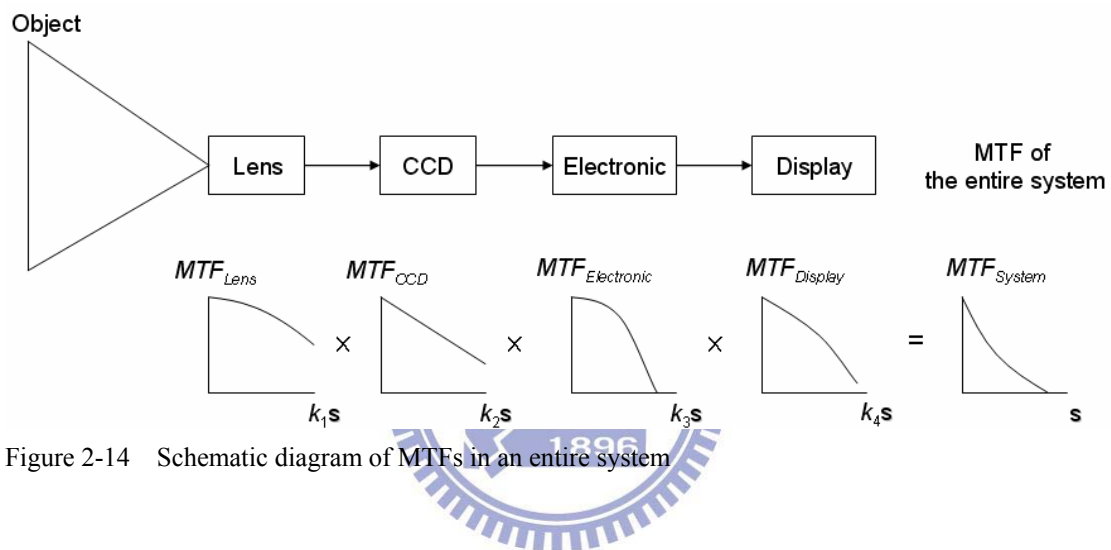 Object
Lens
CCD
Electronic
Display
MTF of
the entire system
MTF_Lens
MTF_CCD
MTF_Electronic
MTF_Display
MTF_System
× × × × =
k₁s
k₂s
k₃s
k₄s
s
1896
Figure 2-14 Schematic diagram of MTFs in an entire system